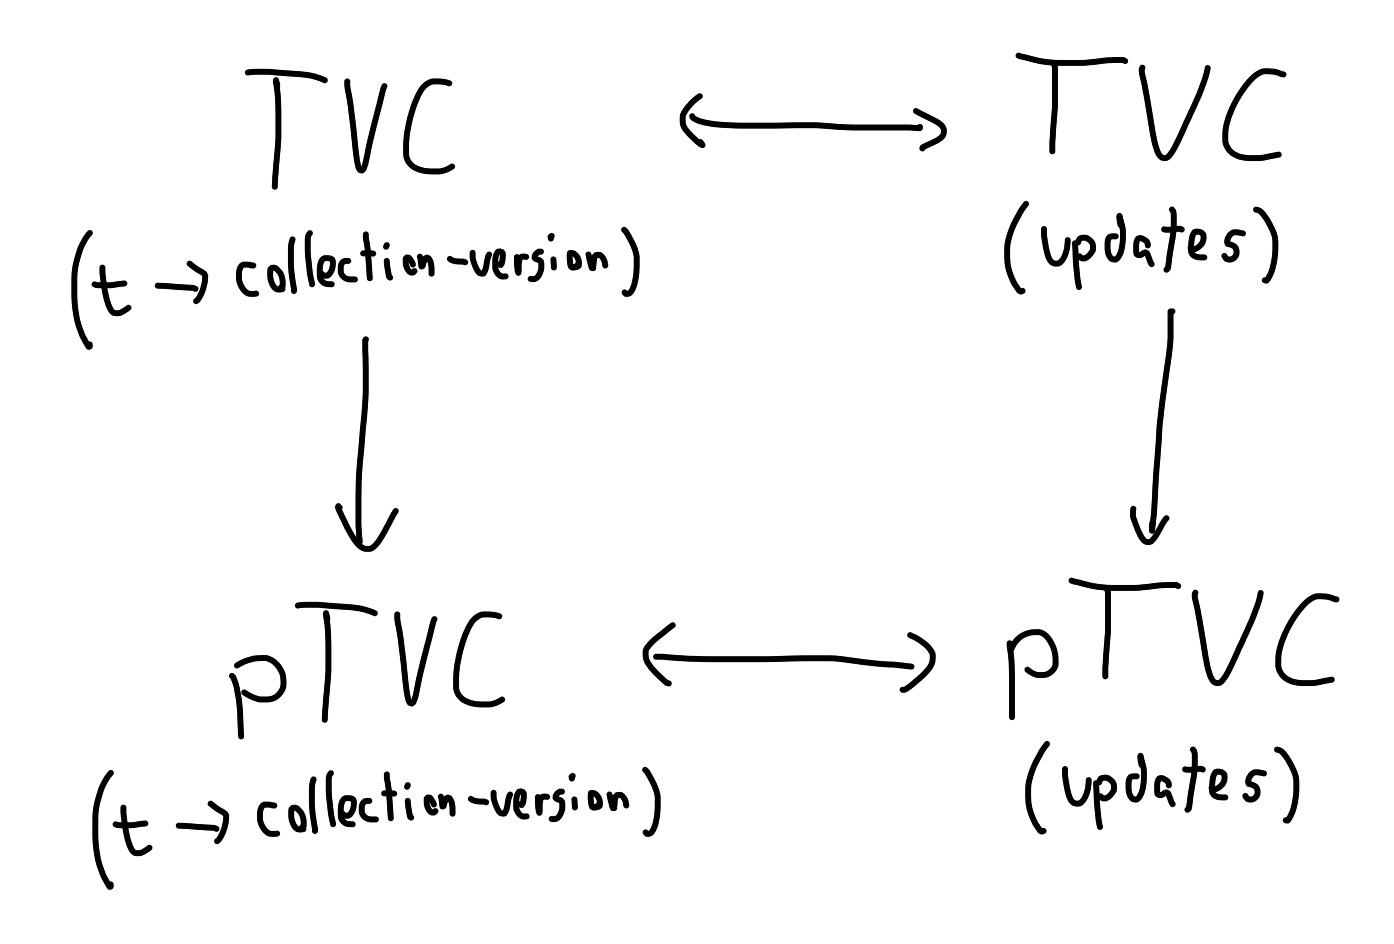 TVC ⟷ TVC
(t → collection-version) (updates)
pTVC ⟷ pTVC
(t → collection-version) (updates)